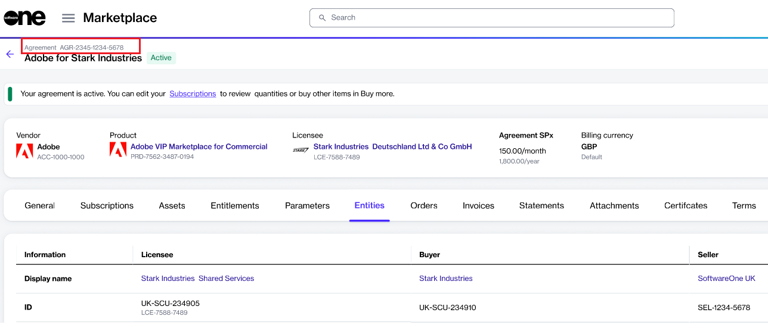 software
one
Marketplace
Search
Agreement AGR-2345-1234-5678
Adobe for Stark Industries Active
Your agreement is active. You can edit your Subscriptions to review quantities or buy other items in Buy more.
Vendor Product Licensee Agreement SPx Billing currency
Adobe Adobe VIP Marketplace for Commercial Stark Industries Deutschland Ltd & Co GmbH 150.00/month GBP
ACC-1000-1000 PRD-7562-3487-0194 LCE-7588-7489 1,800.00/year Default
STARK
General Subscriptions Assets Entitlements Parameters Entities Orders Invoices Statements Attachments Certifcates Terms
Information Licensee Buyer Seller
Display name Stark Industries Shared Services Stark Industries SoftwareOne UK
ID UK-SCU-234905 UK-SCU-234910 SEL-1234-5678
LCE-7588-7489